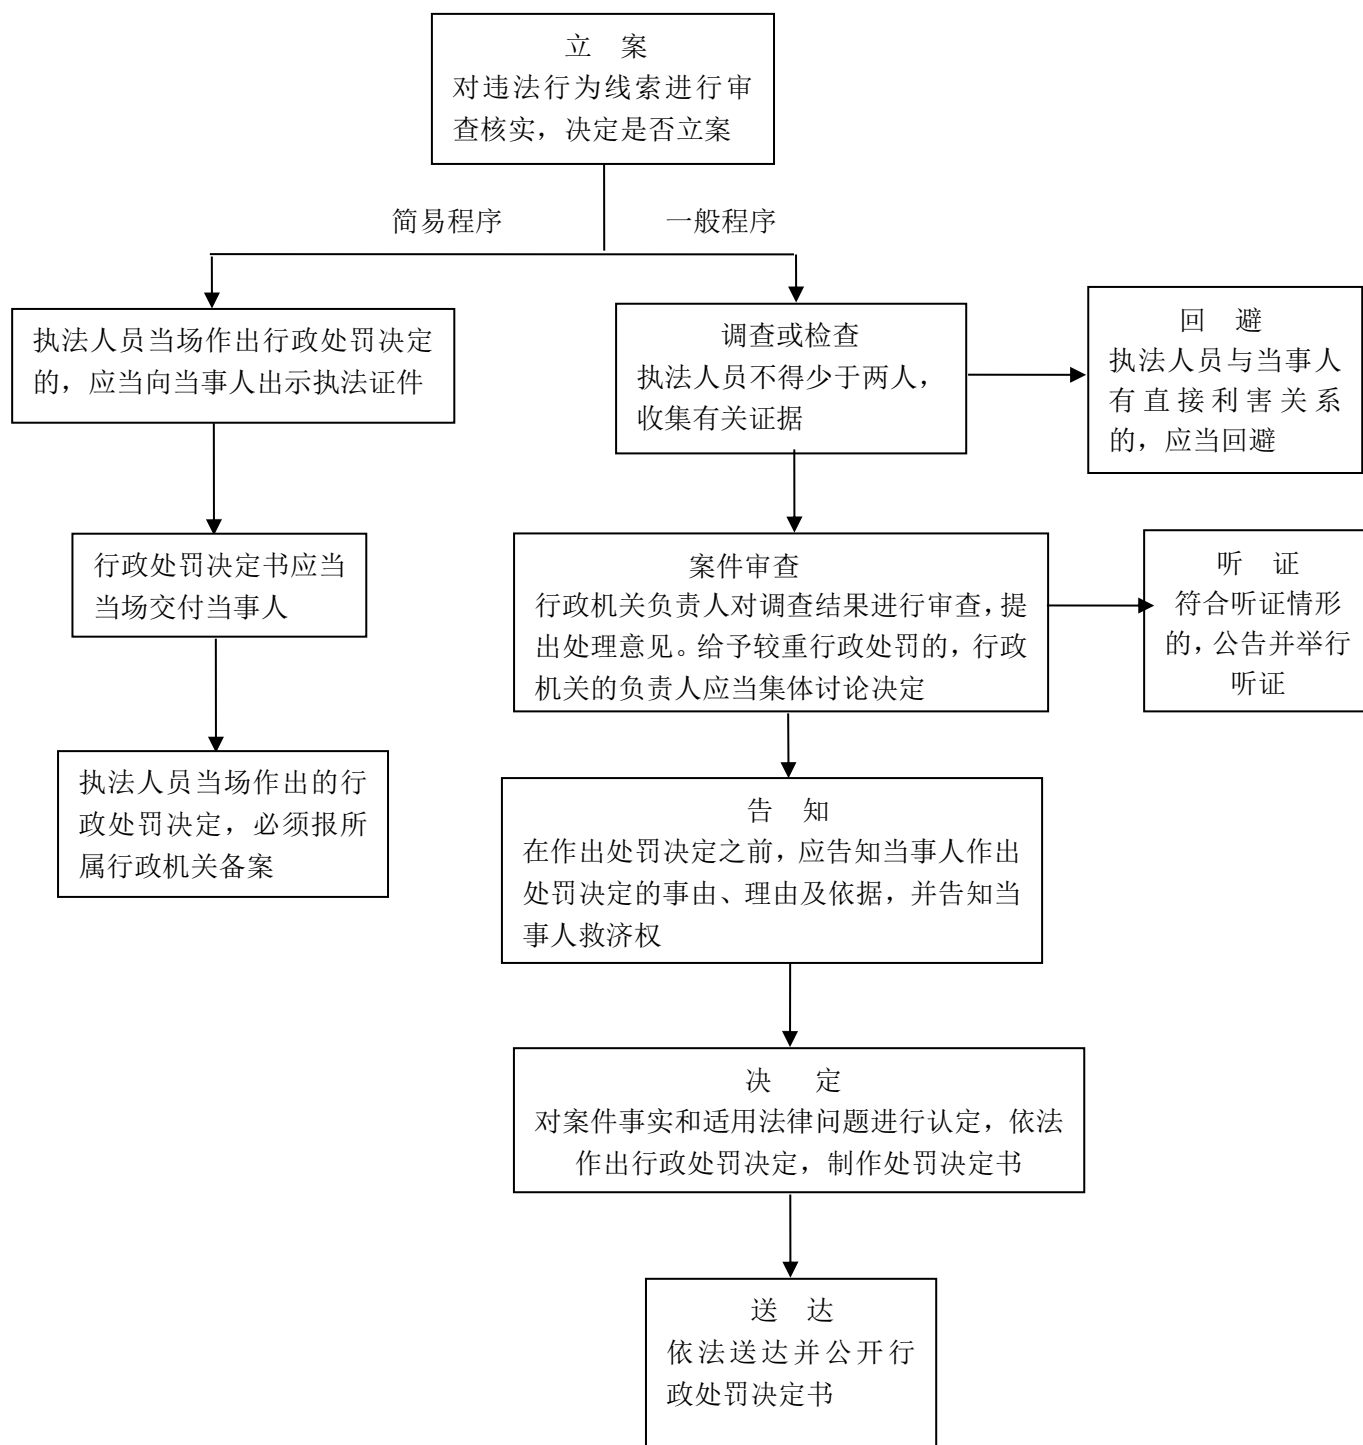 立 案
对违法行为线索进行审
查核实，决定是否立案
简易程序
一般程序
执法人员当场作出行政处罚决定
的，应当向当事人出示执法证件
调查或检查
执法人员不得少于两人，
收集有关证据
回 避
执法人员与当事人
有直接利害关系
的，应当回避
行政处罚决定书应当
当场交付当事人
案件审查
行政机关负责人对调查结果进行审查，提
出处理意见。给予较重行政处罚的，行政
机关的负责人应当集体讨论决定
听 证
符合听证情形
的，公告并举行
听证
执法人员当场作出的行
政处罚决定，必须报所
属行政机关备案
告 知
在作出处罚决定之前，应告知当事人作出
处罚决定的事由、理由及依据，并告知当
事人救济权
决 定
对案件事实和适用法律问题进行认定，依法
作出行政处罚决定，制作处罚决定书
送 达
依法送达并公开行
政处罚决定书